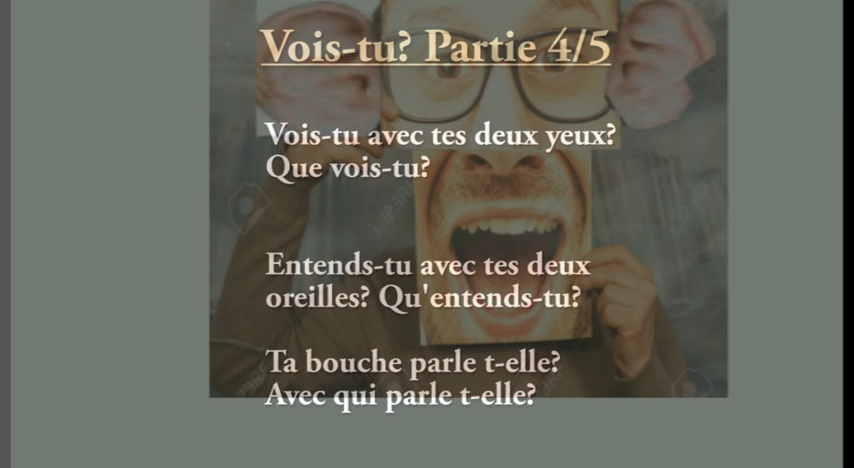 Vois-tu? Partie 4/5
Vois-tu avec tes deux yeux?
Que vois-tu?
Entends-tu avec tes deux
oreilles? Qu'entends-tu?
Ta bouche parle t-elle?
Avec qui parle t-elle?